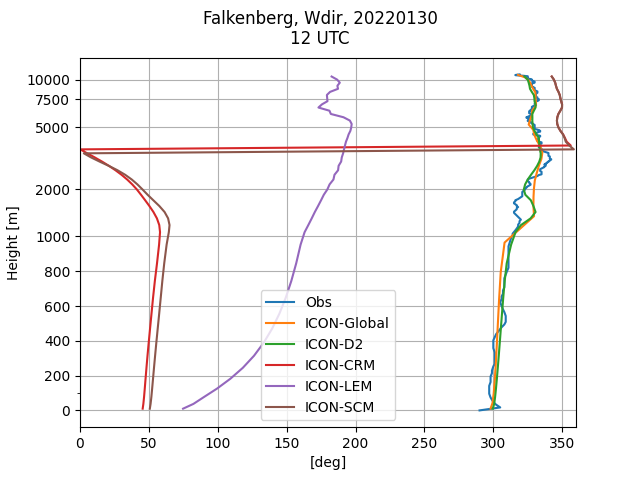 Falkenberg, Wdir, 20220130
12 UTC
10000
7500
5000
2000
1000
800
600
400
200
0
Height [m]
Obs
ICON-Global
ICON-D2
ICON-CRM
ICON-LEM
ICON-SCM
0 50 100 150 200 250 300 350
[deg]